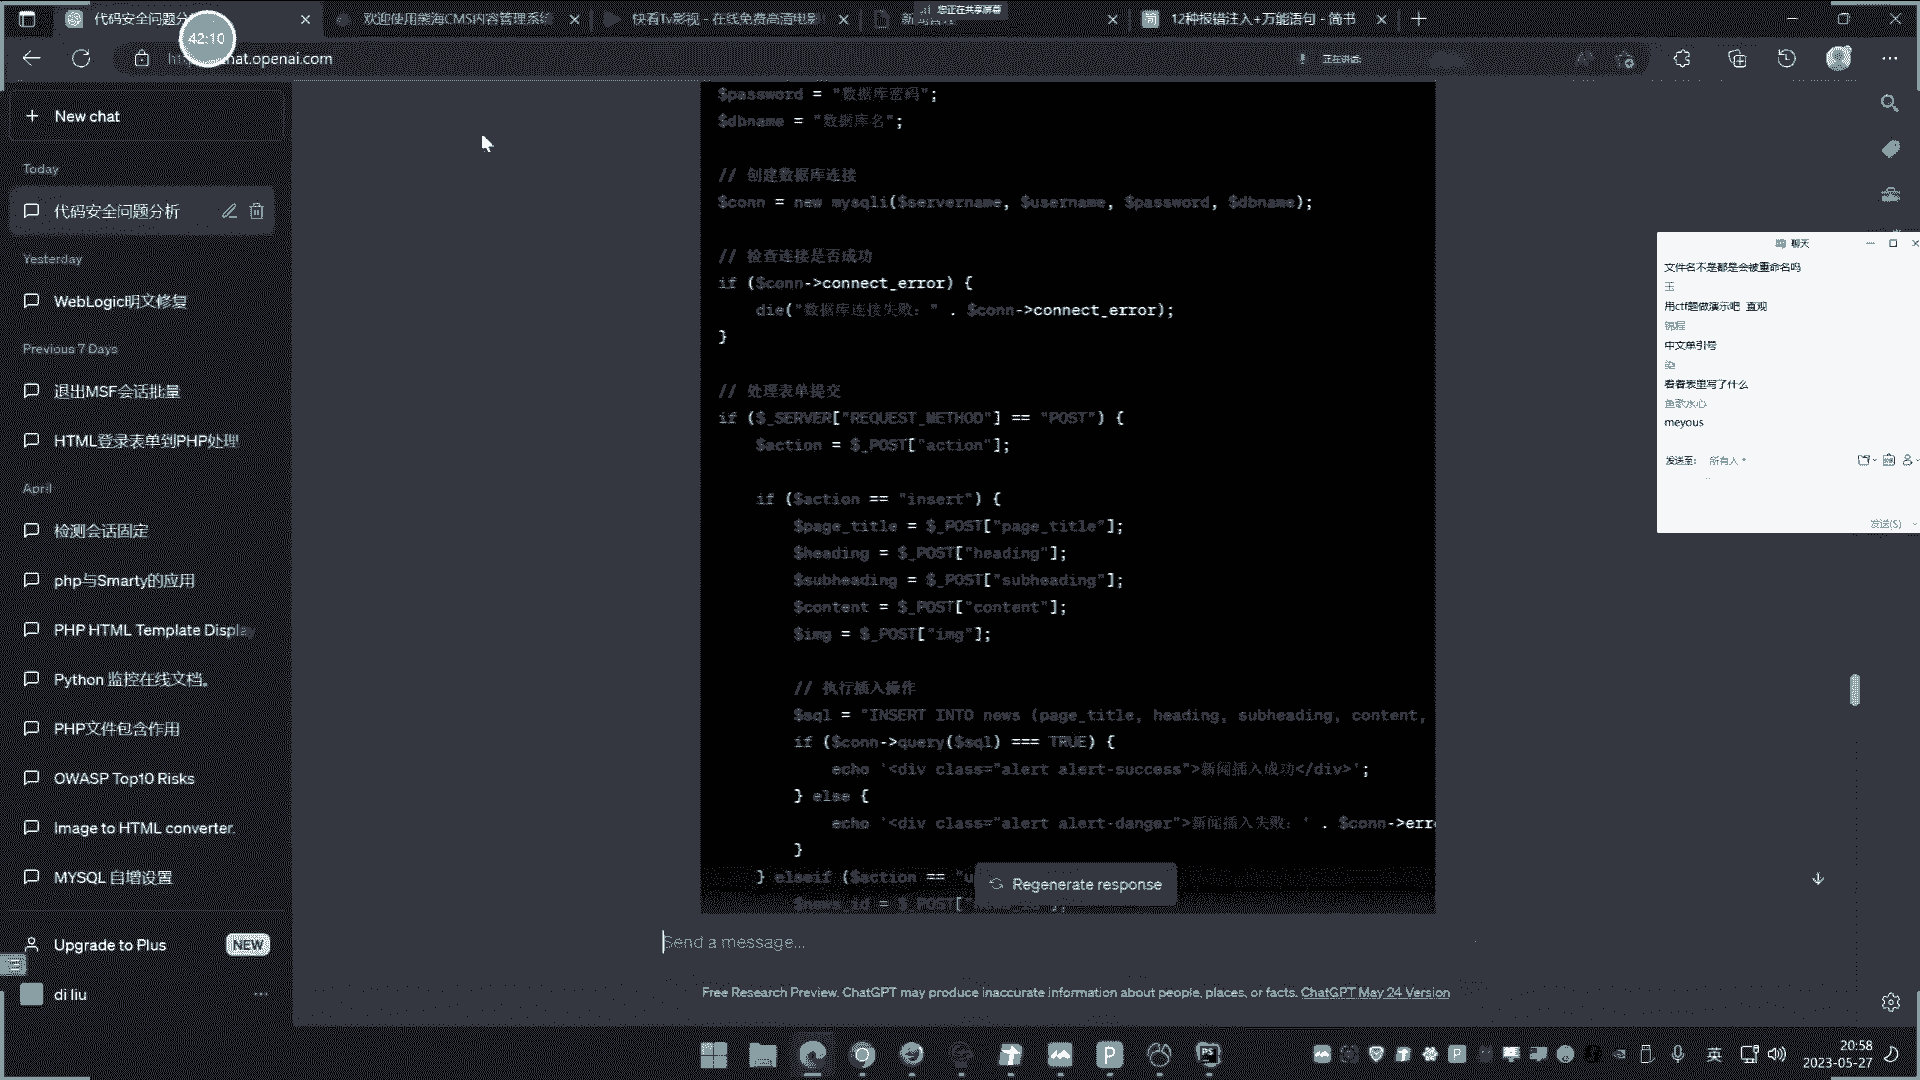 代码安全问题分
欢迎使用熊海CMS内容管理系统
快看Tv影视 - 在线免费高清电影
您正在共享屏幕
12种报错注入+万能语句 - 简书
42:10
chat.openai.com
正在讲话:
New chat
Today
代码安全问题分析
Yesterday
WebLogic明文修复
Previous 7 Days
退出MSF会话批量
HTML登录表单到PHP处理
April
检测会话固定
php与Smarty的应用
PHP HTML Template Display
Python 监控在线文档。
PHP文件包含作用
OWASP Top10 Risks
Image to HTML converter.
MYSQL 自增设置
Upgrade to Plus
NEW
di liu
$password = "数据库密码";
$dbname = "数据库名";
// 创建数据库连接
$conn = new mysqli($servername, $username, $password, $dbname);
// 检查连接是否成功
if ($conn->connect_error) {
die("数据库连接失败: " . $conn->connect_error);
}
// 处理表单提交
if ($_SERVER["REQUEST_METHOD"] == "POST") {
$action = $_POST["action"];
if ($action == "insert") {
$page_title = $_POST["page_title"];
$heading = $_POST["heading"];
$subheading = $_POST["subheading"];
$content = $_POST["content"];
$img = $_POST["img"];
// 执行插入操作
$sql = "INSERT INTO news (page_title, heading, subheading, content,
if ($conn->query($sql) === TRUE) {
echo '<div class="alert alert-success">新闻插入成功</div>';
} else {
echo '<div class="alert alert-danger">新闻插入失败: ' . $conn->erro
}
} elseif ($action == "u
$news_id = $_POST["
Regenerate response
Send a message...
Free Research Preview. ChatGPT may produce inaccurate information about people, places, or facts. ChatGPT May 24 Version
聊天
文件名不是都是会被重命名吗
玉
用ctf题做演示吧 直观
锦程
中文单引号
染
看看表里写了什么
鱼歌水心
meyous
发送至:
所有人
发送(S)
英
20:58
2023-05-27